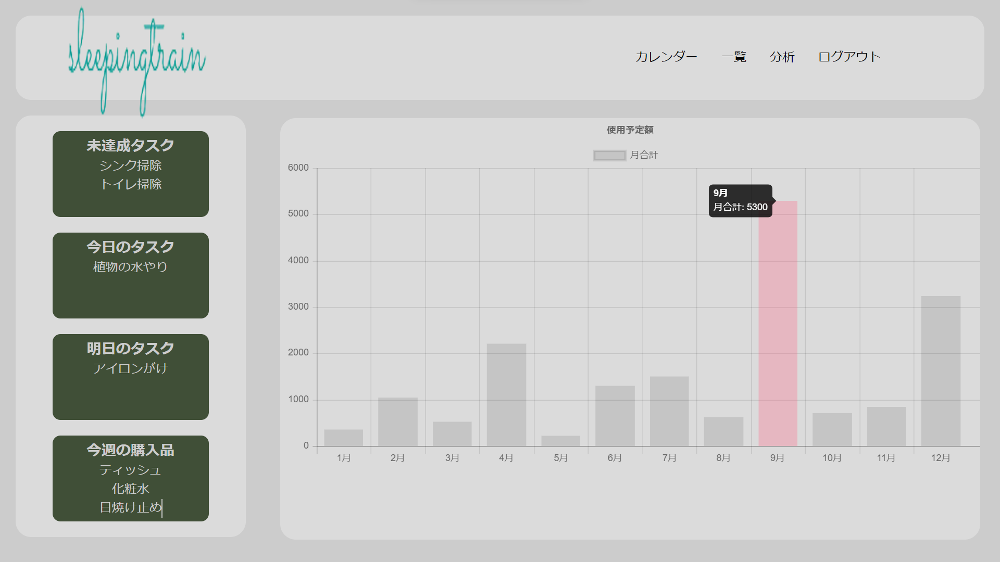 sleepingtrain
カレンダー
一覧
分析
ログアウト
未達成タスク
シンク掃除
トイレ掃除
今日のタスク
植物の水やり
明日のタスク
アイロンがけ
今週の購入品
ティッシュ
化粧水
日焼け止め
使用予定額
月合計
6000
5000
4000
3000
2000
1000
0
9月
月合計: 5300
1月
2月
3月
4月
5月
6月
7月
8月
9月
10月
11月
12月